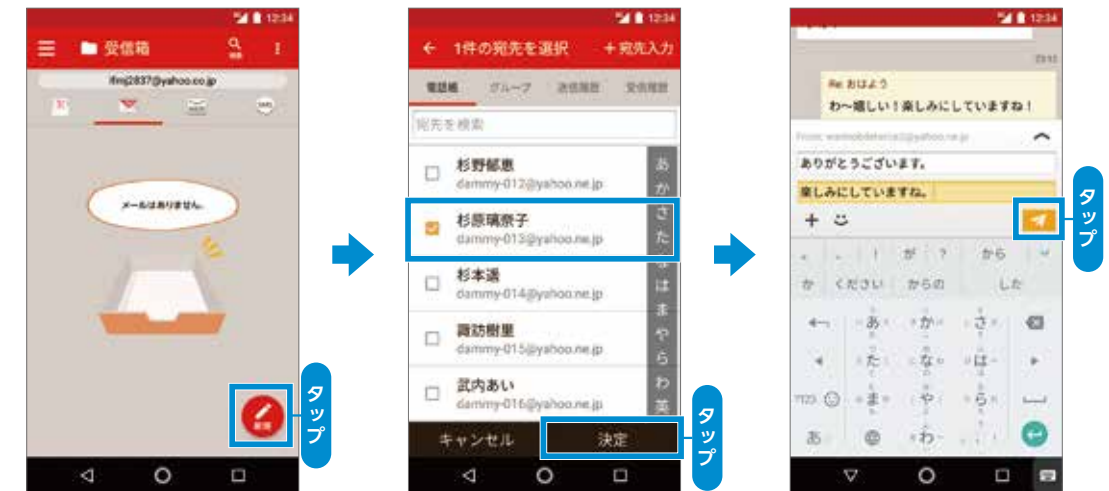 12:34
受信箱
ifmj2837@yahoo.co.jp
メールはありません。
新規
タップ
12:34
1件の宛先を選択
+宛先入力
電話帳
グループ
送信履歴
受信履歴
宛先を検索
杉野郁恵
dammy-012@yahoo.ne.jp
杉原璃奈子
dammy-013@yahoo.ne.jp
杉本遥
dammy-014@yahoo.ne.jp
諏訪樹里
dammy-015@yahoo.ne.jp
武内あい
dammy-016@yahoo.ne.jp
あ
か
さ
た
な
は
ま
や
ら
わ
英
キャンセル
決定
タップ
12:34
Re: おはよう
わ〜嬉しい!楽しみにしていますね!
ありがとうございます。
楽しみにしていますね。
タップ
。 ! が ? から
か ください からの した
あ か さ
た な は
ま や ら
あ わ